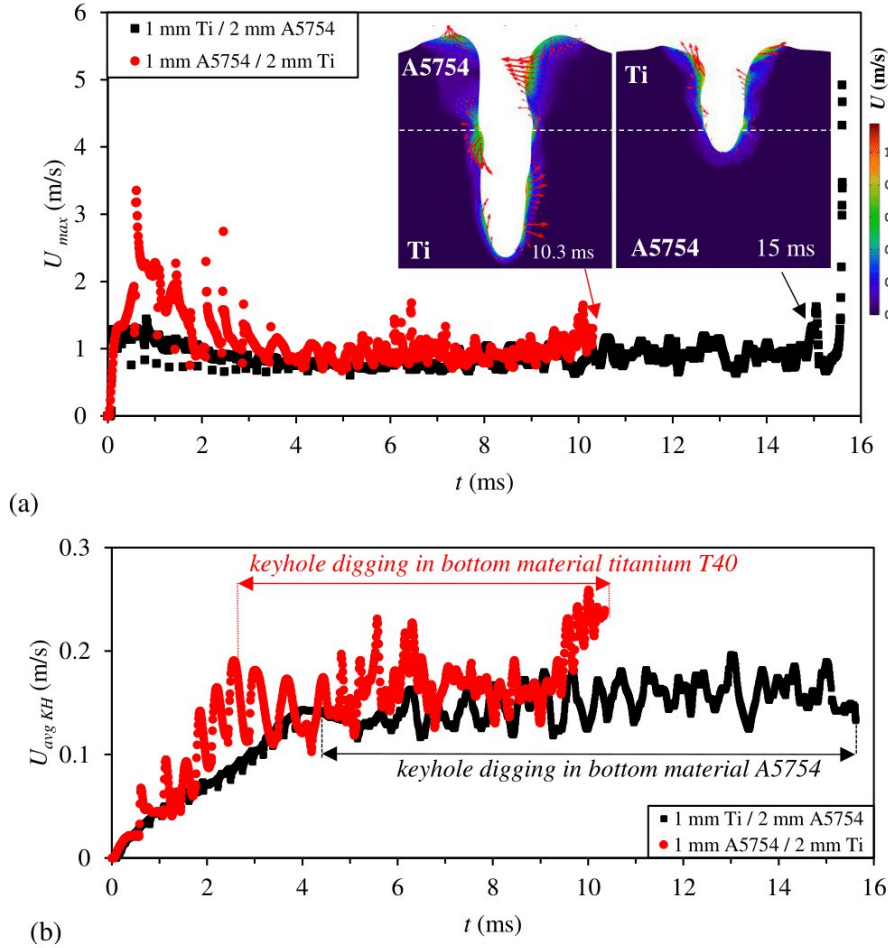 (a)
6
5
4
3
2
1
0
U max (m/s)
1 mm Ti / 2 mm A5754
1 mm A5754 / 2 mm Ti
A5754
Ti
10.3 ms
Ti
A5754
15 ms
U (m/s)
0 2 4 6 8 10 12 14 16
t (ms)
(b)
0.3
0.2
0.1
0
U avg KH (m/s)
keyhole digging in bottom material titanium T40
keyhole digging in bottom material A5754
1 mm Ti / 2 mm A5754
1 mm A5754 / 2 mm Ti
0 2 4 6 8 10 12 14 16
t (ms)